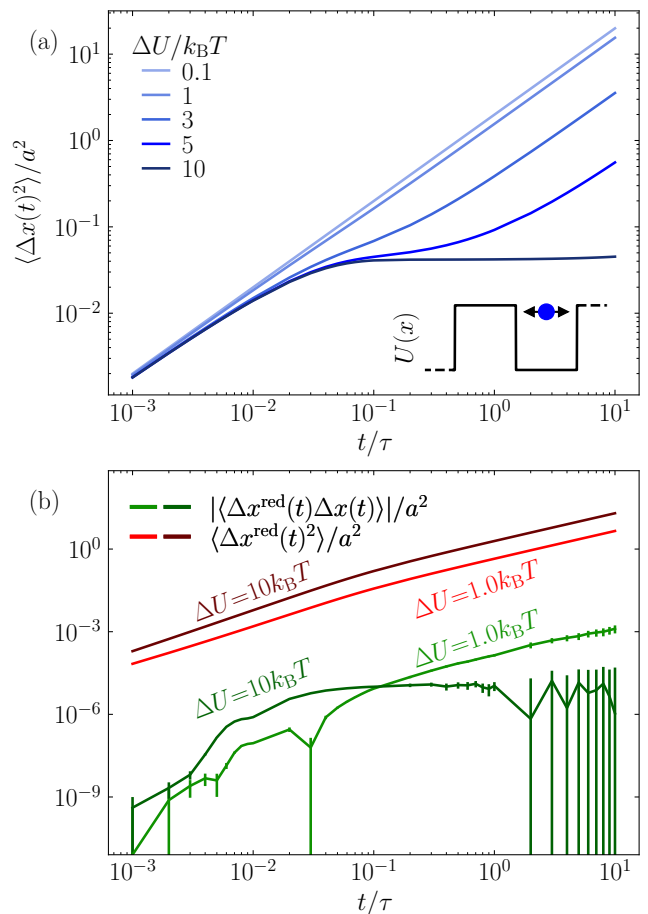 (a)
ΔU/k_BT
0.1
1
3
5
10
10^1
10^0
10^{-1}
10^{-2}
⟨Δx(t)^2⟩/a^2
U(x)
10^{-3} 10^{-2} 10^{-1} 10^0 10^1
t/τ
(b)
|⟨Δx^{red}(t)Δx(t)⟩|/a^2
⟨Δx^{red}(t)^2⟩/a^2
10^0
10^{-3}
10^{-6}
10^{-9}
ΔU=10k_BT
ΔU=1.0k_BT
ΔU=10k_BT
ΔU=1.0k_BT
10^{-3} 10^{-2} 10^{-1} 10^0 10^1
t/τ